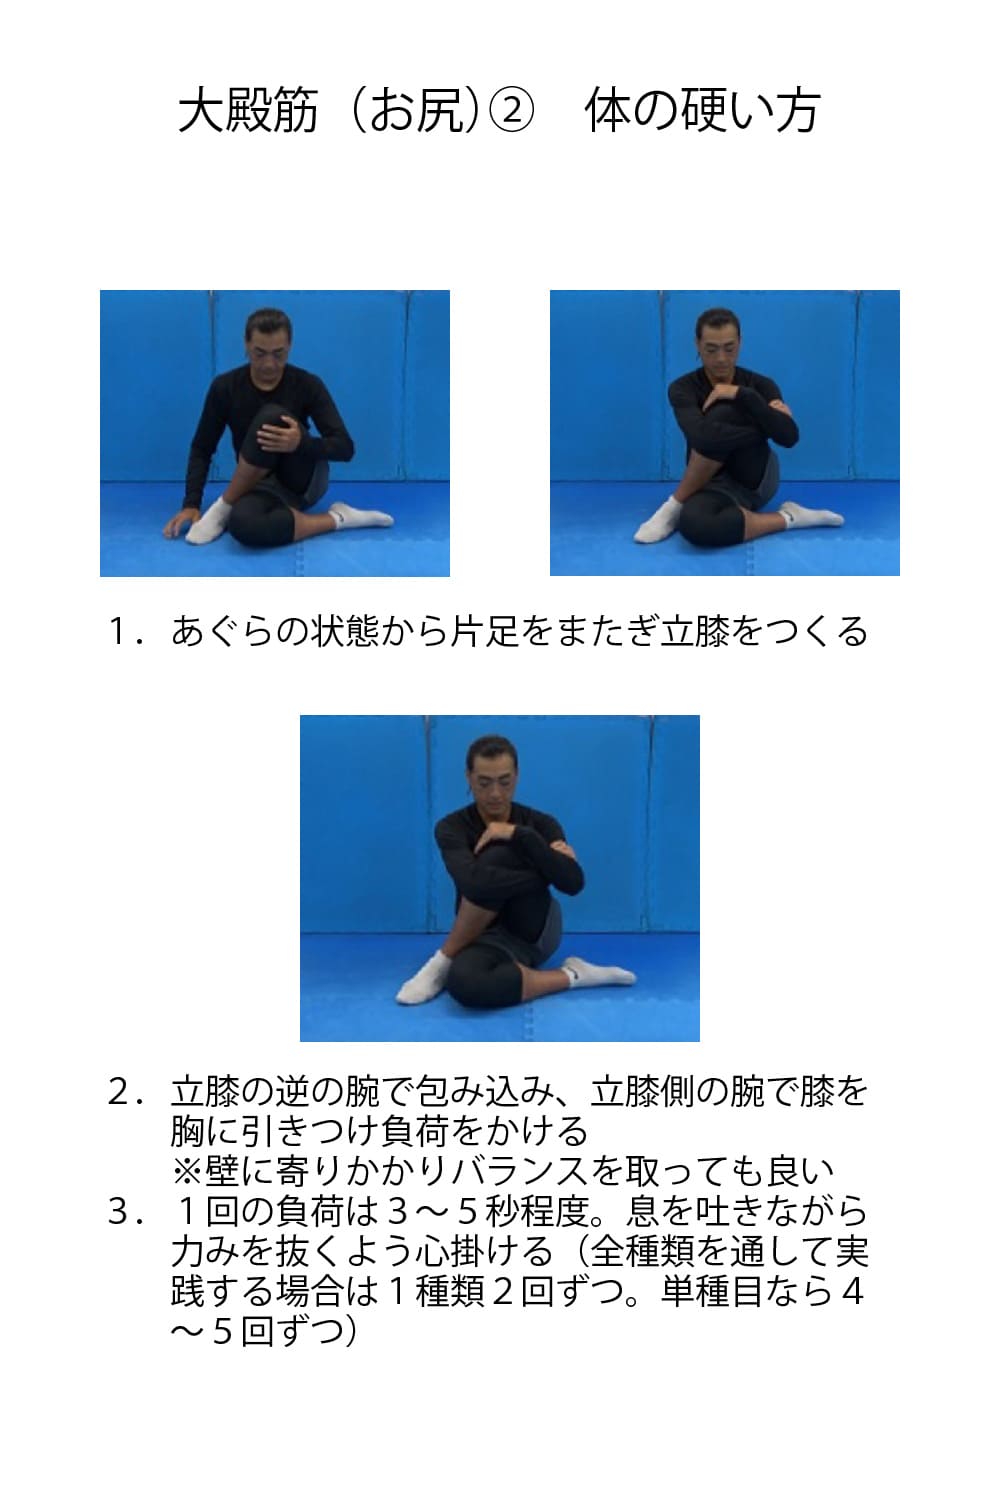 大殿筋（お尻）②　体の硬い方
１．あぐらの状態から片足をまたぎ立膝をつくる
２．立膝の逆の腕で包み込み、立膝側の腕で膝を
胸に引きつけ負荷をかける
※壁に寄りかかりバランスを取っても良い
３．１回の負荷は３～５秒程度。息を吐きながら
力みを抜くよう心掛ける（全種類を通して実
践する場合は１種類２回ずつ。単種目なら４
～５回ずつ）